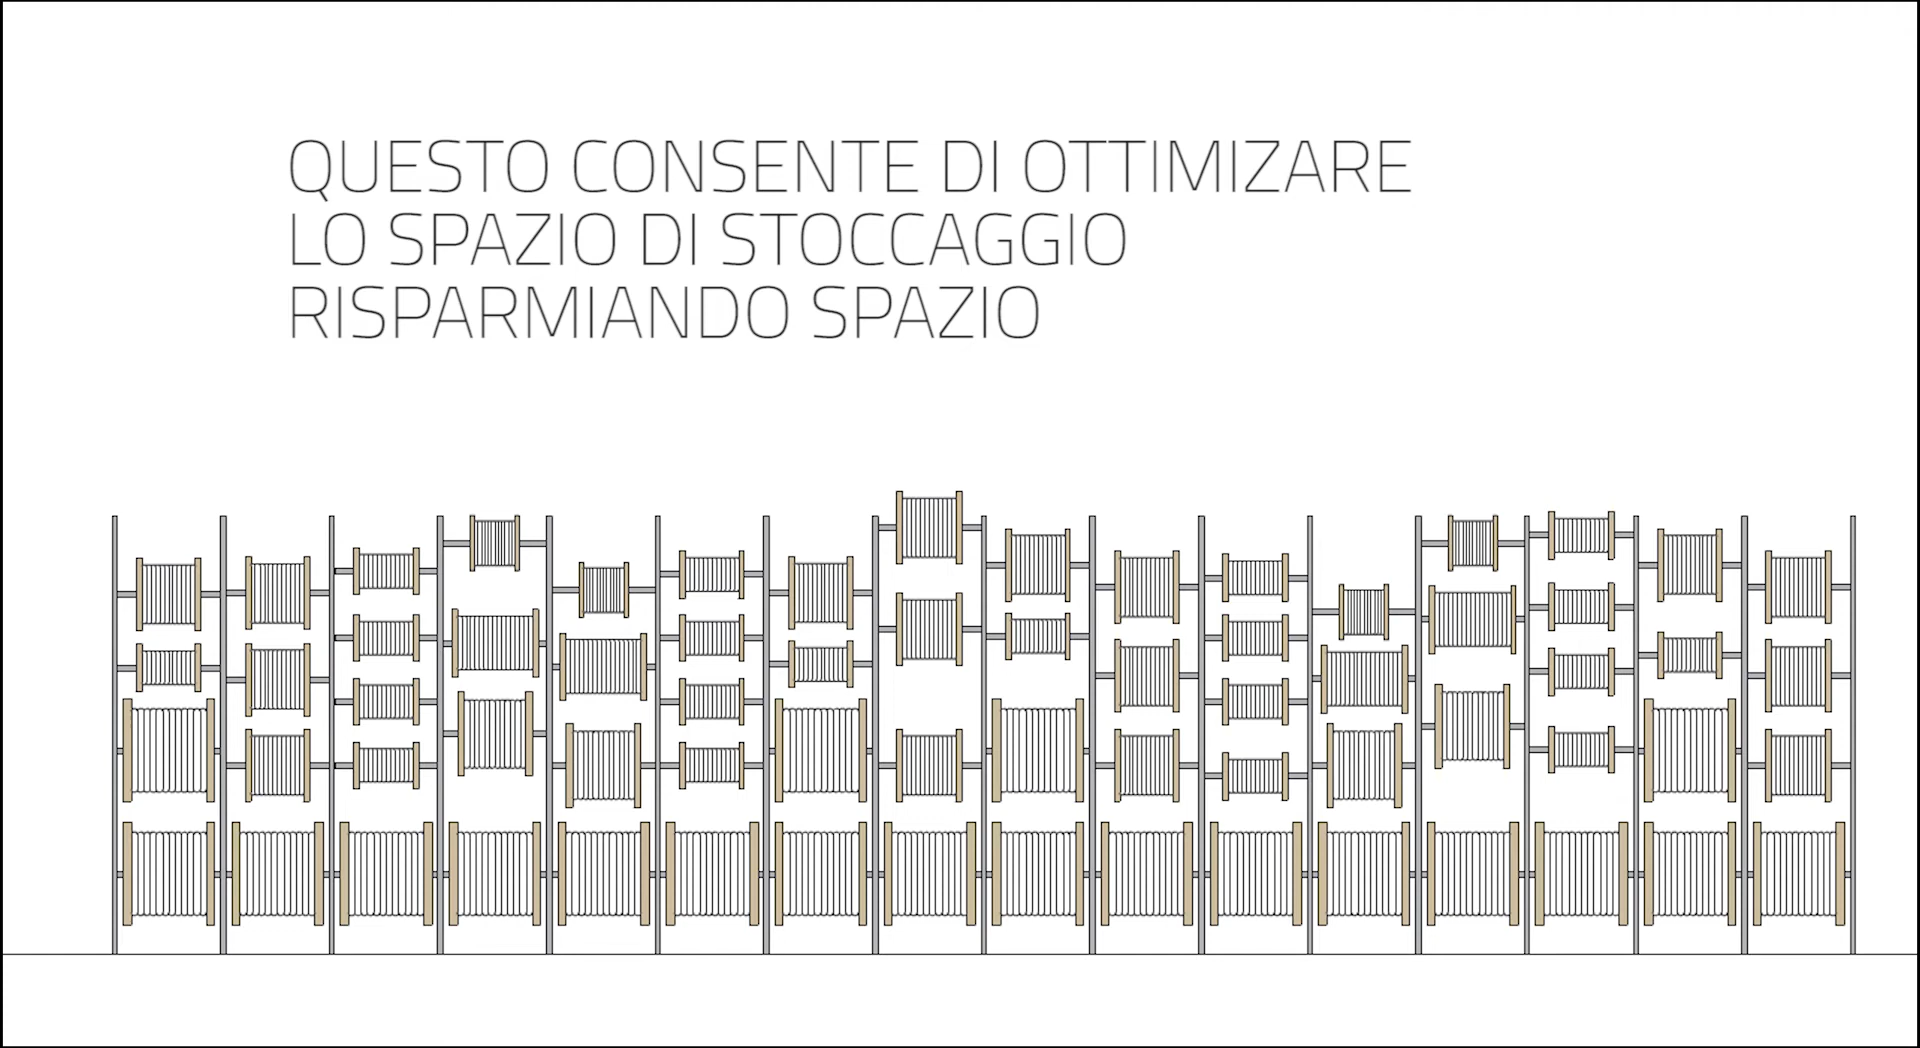 QUESTO CONSENTE DI OTTIMIZARE
LO SPAZIO DI STOCCAGGIO
RISPARMIANDO SPAZIO